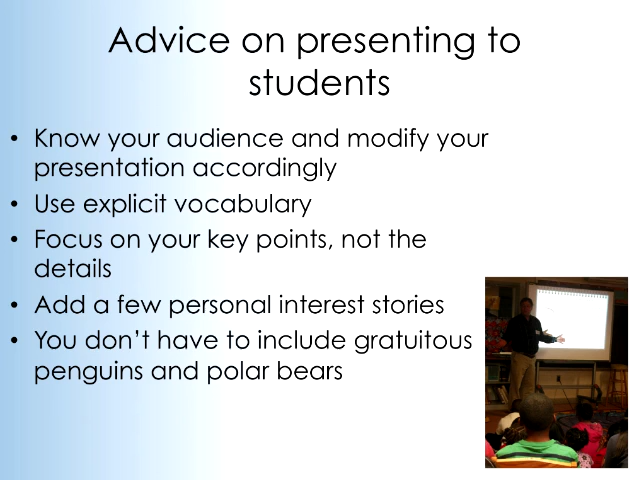 Advice on presenting to
students
• Know your audience and modify your
presentation accordingly
• Use explicit vocabulary
• Focus on your key points, not the
details
• Add a few personal interest stories
• You don’t have to include gratuitous
penguins and polar bears